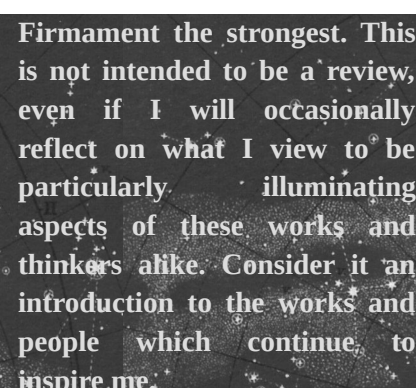 Firmament the strongest. This
is not intended to be a review,
even if I will occasionally
reflect on what I view to be
particularly illuminating
aspects of these works and
thinkers alike. Consider it an
introduction to the works and
people which continue to
inspire me.